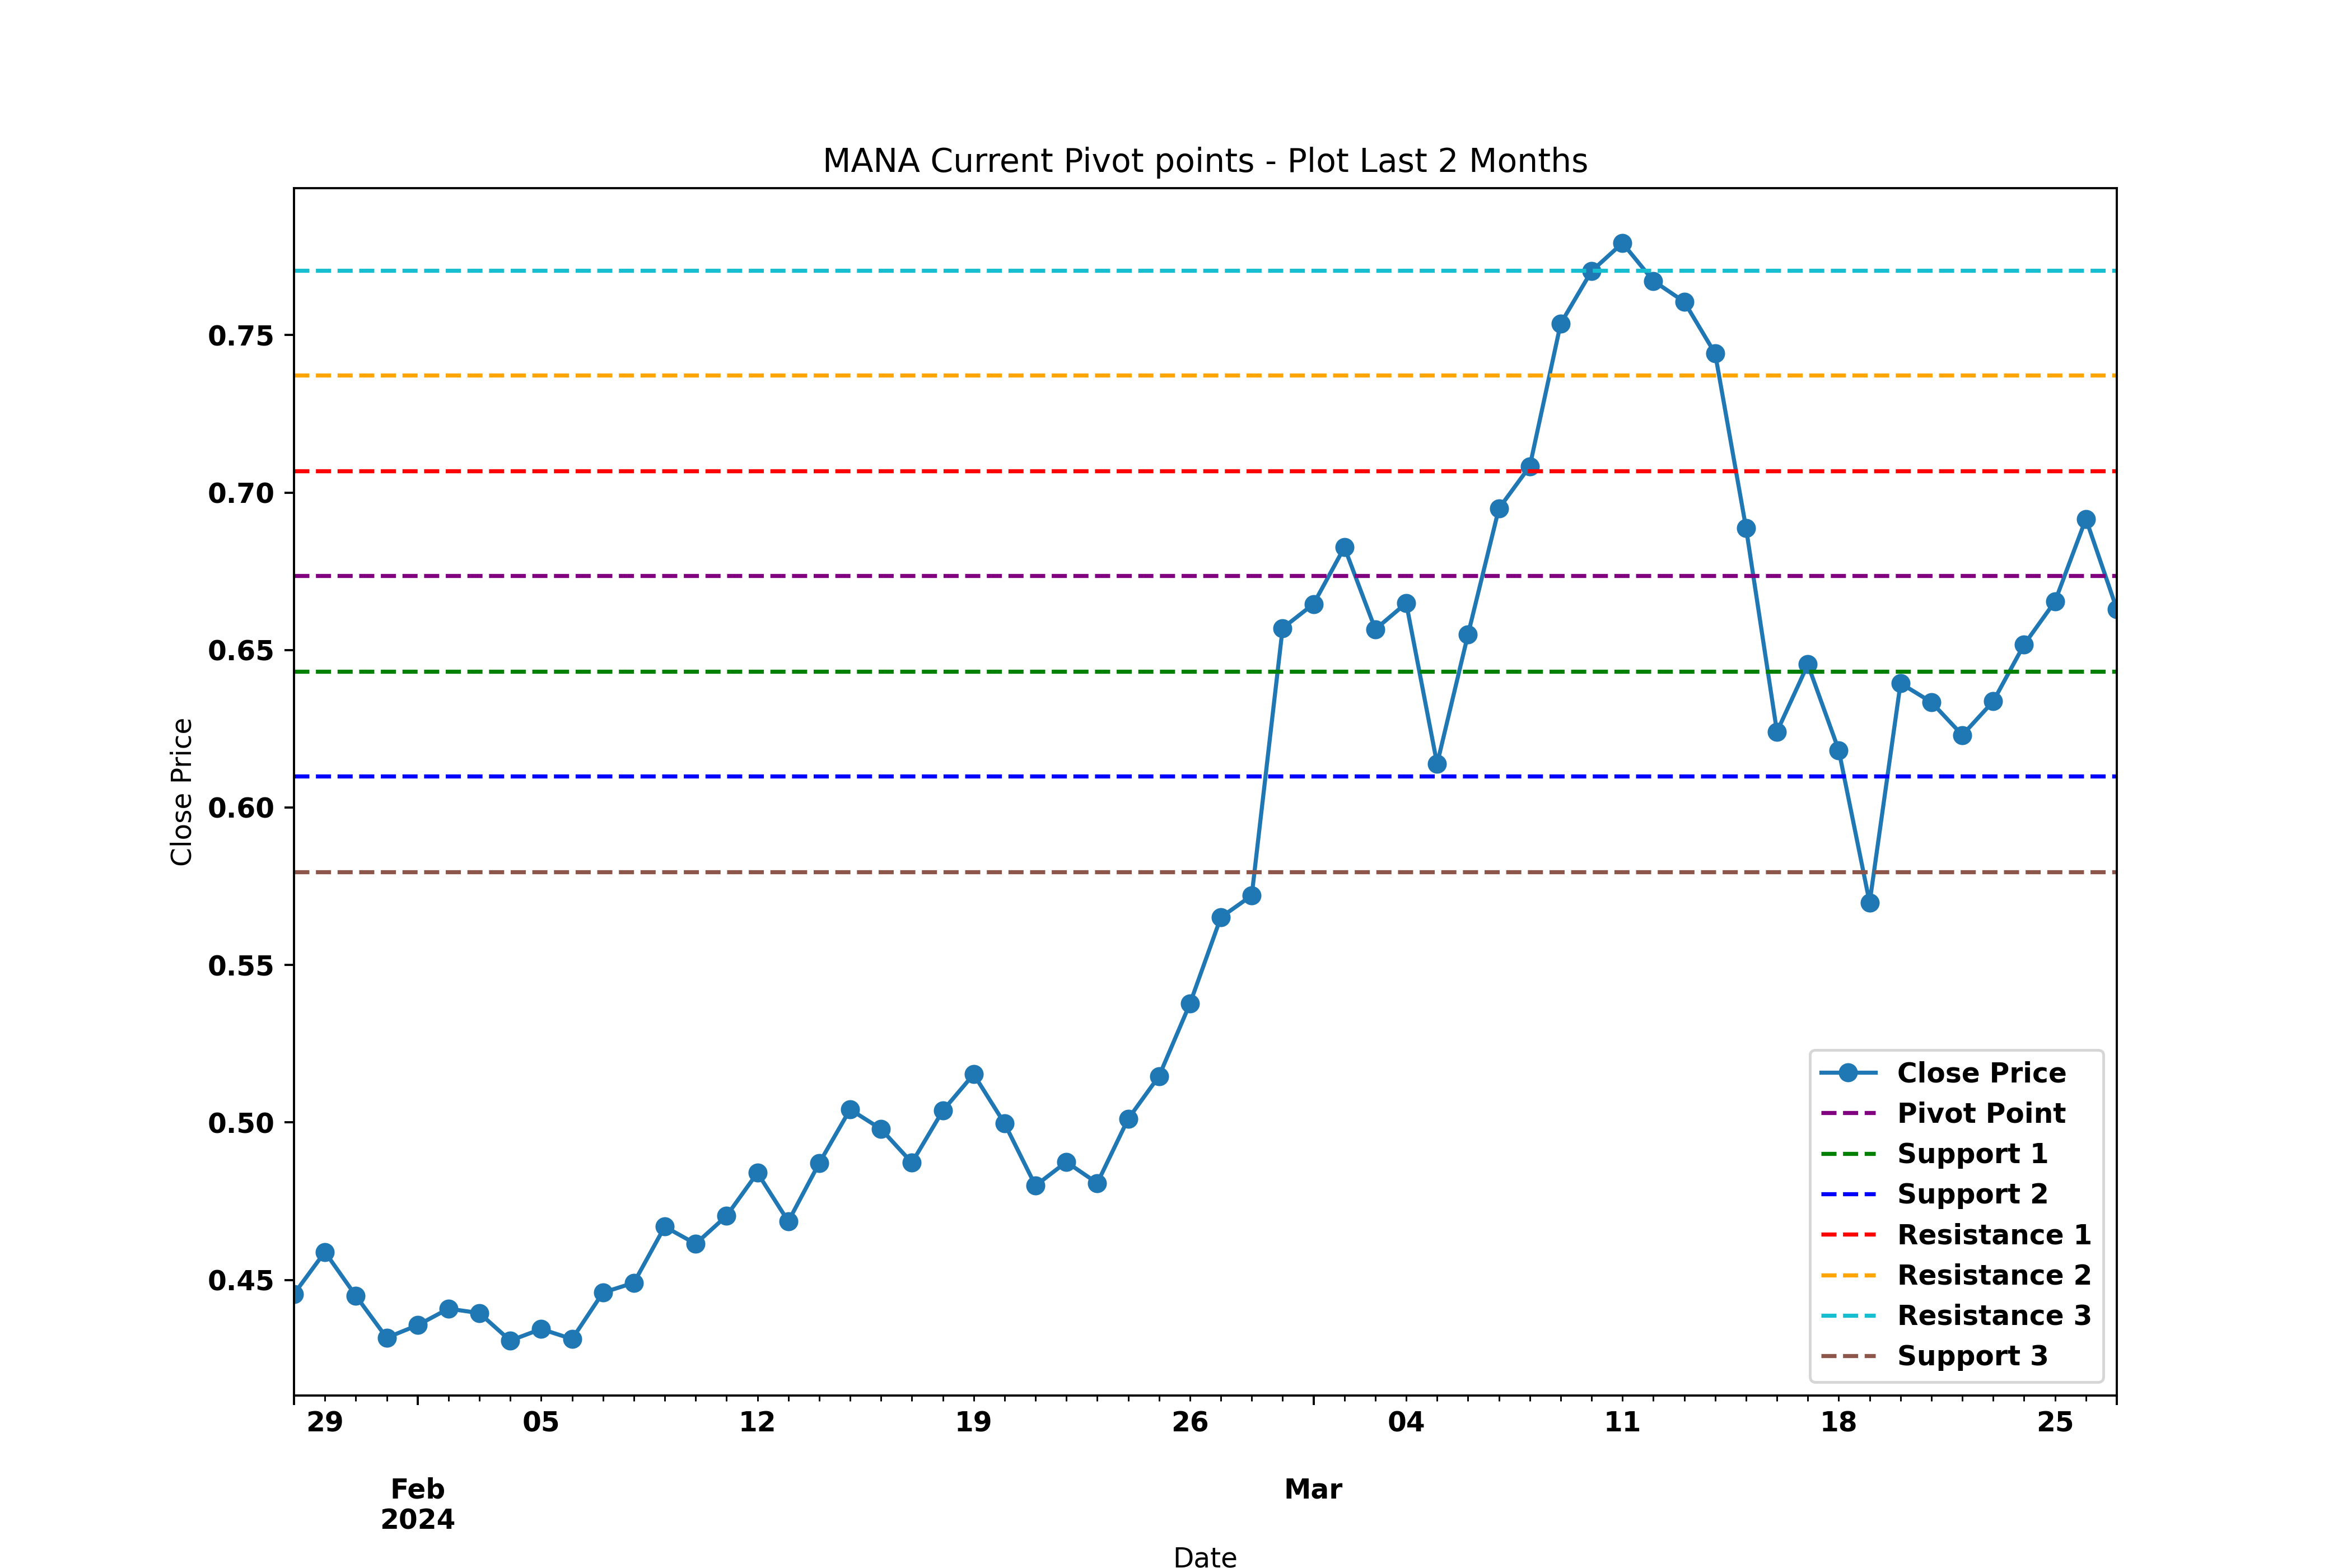 MANA Current Pivot points - Plot Last 2 Months
Close Price
0.75
0.70
0.65
0.60
0.55
0.50
0.45
Close Price
Pivot Point
Support 1
Support 2
Resistance 1
Resistance 2
Resistance 3
Support 3
29 05 12 19 26 04 11 18 25
Feb Mar
2024
Date